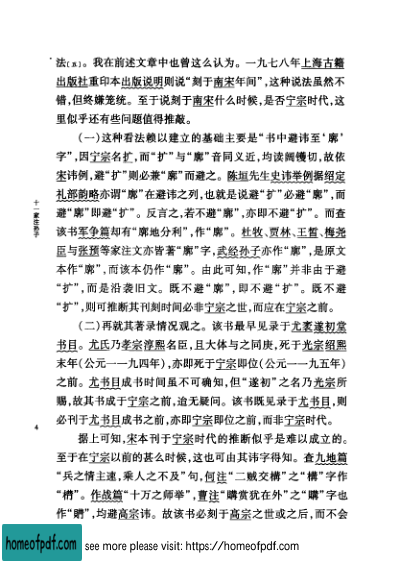 法〔五〕。我在前述文章中也曾这么认为。一九七八年上海古籍
出版社重印本出版说明则说“刻于南宋年间”，这种说法虽然不
错，但终嫌笼统。至于说刻于南宋什么时候，是否宁宗时代，这
里似乎还有些问题值得推敲。
（一）这种看法赖以建立的基础主要是“书中避讳至‘廓’
字”，因宁宗名扩，而“扩”与“廓”音同义近，均读阔镬切，故依
宋讳例，避“扩”则必兼“廓”而避之。陈垣先生史讳举例据绍定
礼部韵略亦谓“廓”在避讳之列，也就是说避“扩”必避“廓”，而
避“廓”即避“扩”。反言之，若不避“廓”，亦即不避“扩”。而查
该书军争篇却有“廓地分利”，作“廓”。杜牧、贾林、王晳、梅尧
臣与张预等家注文亦皆著“廓”字，武经孙子亦作“廓”，是原文
本作“廓”，而该本仍作“廓”。由此可知，作“廓”并非由于避
“扩”，而是沿袭旧文。既不避“廓”，即不避“扩”。既不避
“扩”，则可推断其刊刻时间必非宁宗之世，而应在宁宗之前。
（二）再就其著录情况观之。该书最早见录于尤袤遂初堂
书目。尤氏乃孝宗淳熙名臣，且大体与之同庚，死于光宗绍熙
末年（公元一一九四年），亦即死于宁宗即位（公元一一九五年）
之前。尤书目成书时间虽不可确知，但“遂初”之名乃光宗所
赐，故其书成于宁宗之前，迨无疑问。该书既见录于尤书目，则
必刊于尤书目成书之前，亦即宁宗即位之前，而非宁宗时代。
据上可知，宋本刊于宁宗时代的推断似乎是难以成立的。
至于在宁宗以前的甚么时候，这也可由其讳字得知。查九地篇
“兵之情主速，乘人之不及”句，何注“二贼交構”之“構”字作
作战篇“十万之师举”，曹注“購赏犹在外”之“購”字也
均避高宗讳。故该书必刻于高宗之世或之后，而不会
十一家注孙子
4
homeofpdf.com
see more please visit: https://homeofpdf.com